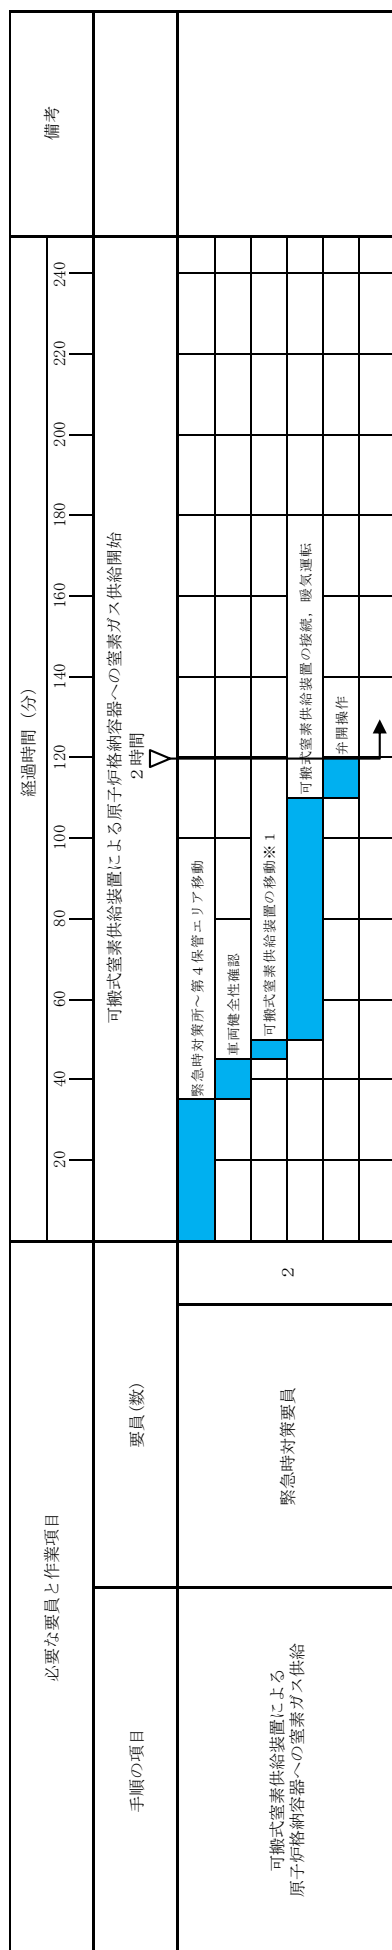 必要な要員と作業項目
経過時間（分）
備考
20 40 60 80 100 120 140 160 180 200 220 240
手順の項目
要員(数)
可搬式窒素供給装置による原子炉格納容器への窒素ガス供給開始
2時間
可搬式窒素供給装置による
原子炉格納容器への窒素ガス供給
緊急時対策要員
2
緊急時対策所～第４保管エリア移動
車両健全性確認
可搬式窒素供給装置の移動※１
可搬式窒素供給装置の接続，暖気運転
弁開操作